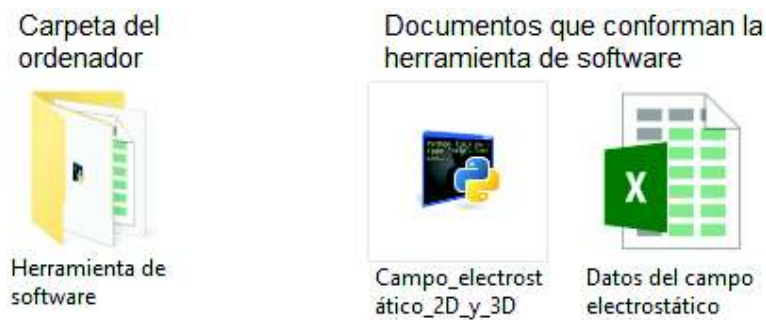 Carpeta del
ordenador
Documentos que conforman la
herramienta de software
X
Herramienta de
software
Campo_electrost
ático_2D_y_3D
Datos del campo
electrostático